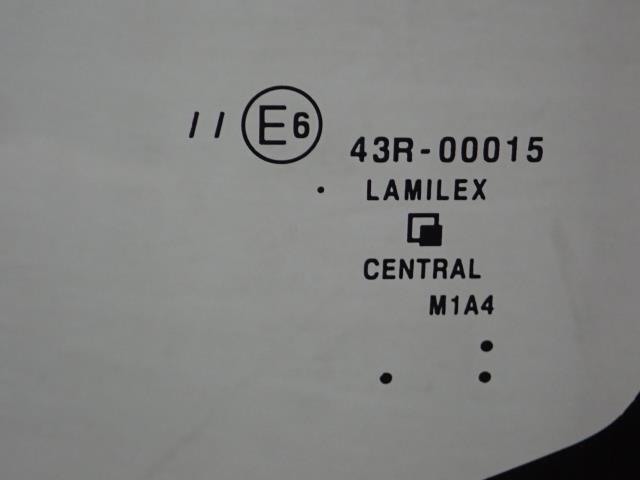 // E6
43R-00015
LAMILEX
CENTRAL
M1A4